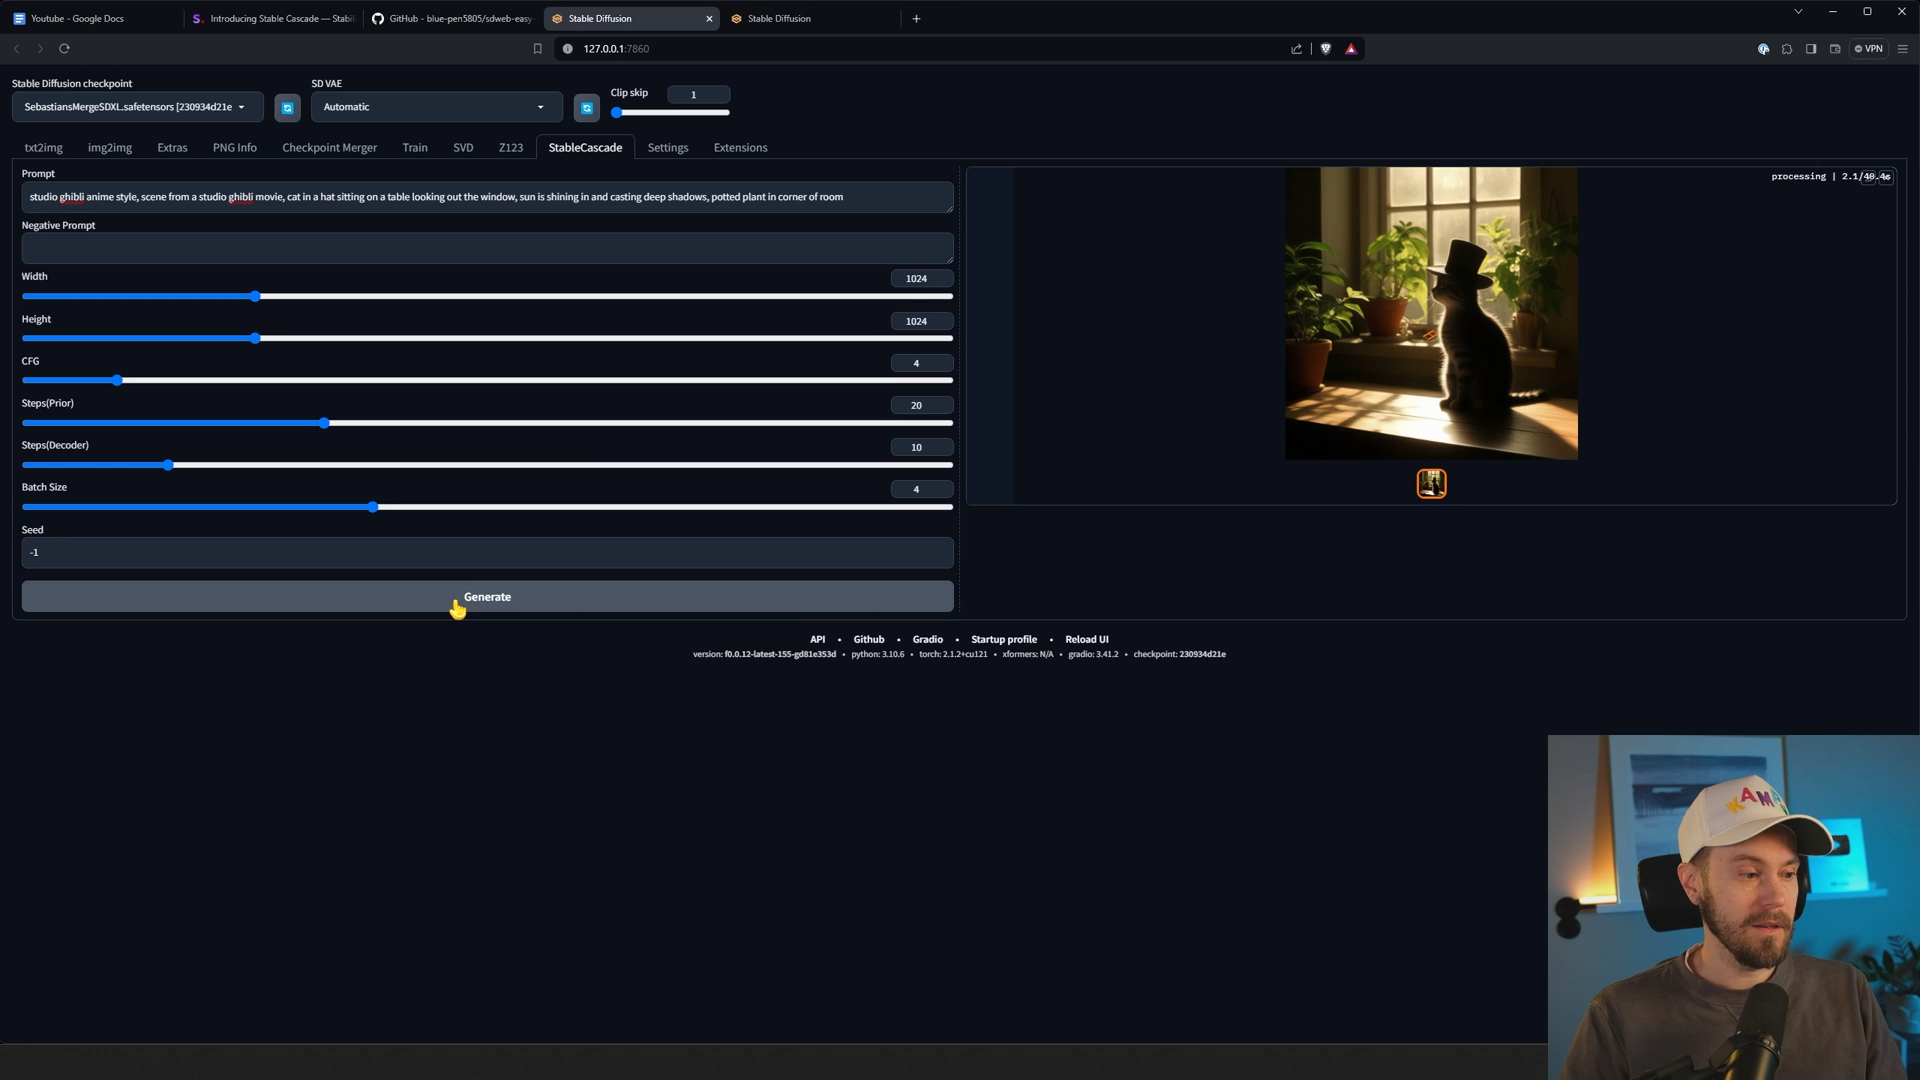 Youtube - Google Docs
Introducing Stable Cascade — Stabili
GitHub - blue-pen5805/sdweb-easy-
Stable Diffusion
Stable Diffusion
127.0.0.1:7860
VPN
Stable Diffusion checkpoint
SD VAE
Clip skip
1
SebastiansMergeSDXL.safetensors [230934d21e
Automatic
txt2img
img2img
Extras
PNG Info
Checkpoint Merger
Train
SVD
Z123
StableCascade
Settings
Extensions
Prompt
studio ghibli anime style, scene from a studio ghibli movie, cat in a hat sitting on a table looking out the window, sun is shining in and casting deep shadows, potted plant in corner of room
processing | 2.1/40.4s
Negative Prompt
Width
1024
Height
1024
CFG
4
Steps(Prior)
20
Steps(Decoder)
10
Batch Size
4
Seed
-1
Generate
API • Github • Gradio • Startup profile • Reload UI
version: f0.0.12-latest-155-gd81e353d • python: 3.10.6 • torch: 2.1.2+cu121 • xformers: N/A • gradio: 3.41.2 • checkpoint: 230934d21e